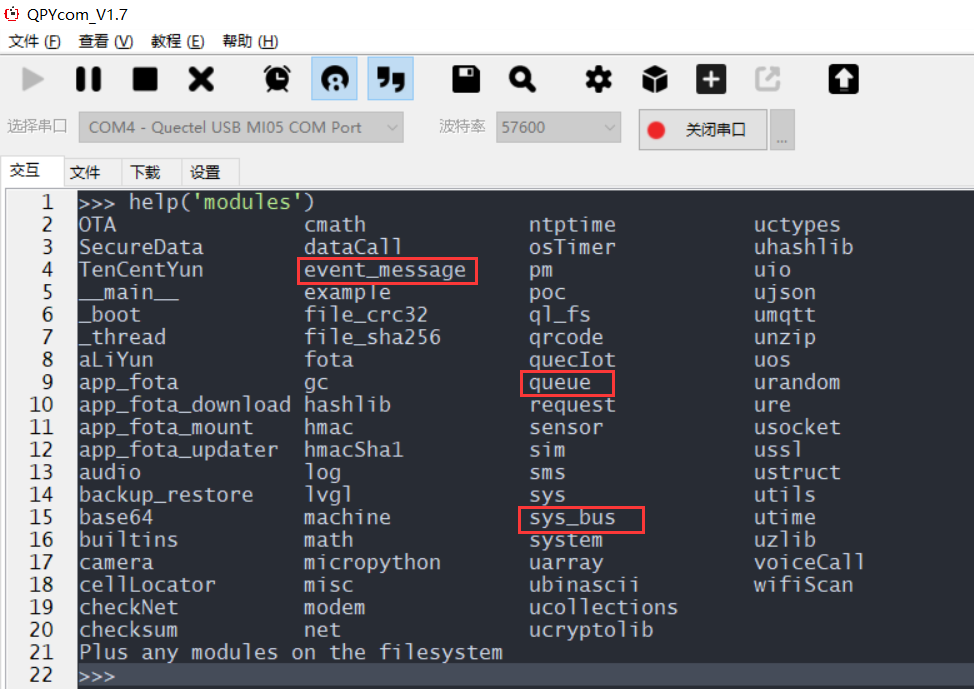 QPYcom_V1.7
文件 (F) 查看 (V) 教程 (E) 帮助 (H)
选择串口 COM4 - Quectel USB MI05 COM Port 波特率 57600 关闭串口 ...
交互 文件 下载 设置
1 >>> help('modules')
2 OTA cmath ntptime uctypes
3 SecureData dataCall osTimer uhashlib
4 TenCentYun event_message pm uio
5 __main__ example poc ujson
6 _boot file_crc32 ql_fs umqtt
7 _thread file_sha256 qrcode unzip
8 aLiYun fota quecIot uos
9 app_fota gc queue urandom
10 app_fota_download hashlib request ure
11 app_fota_mount hmac sensor usocket
12 app_fota_updater hmacSha1 sim ussl
13 audio log sms ustruct
14 backup_restore lvgl sys utils
15 base64 machine sys_bus utime
16 builtins math system uzlib
17 camera micropython uarray voiceCall
18 cellLocator misc ubinascii wifiScan
19 checkNet modem ucollections
20 checksum net ucryptolib
21 Plus any modules on the filesystem
22 >>>